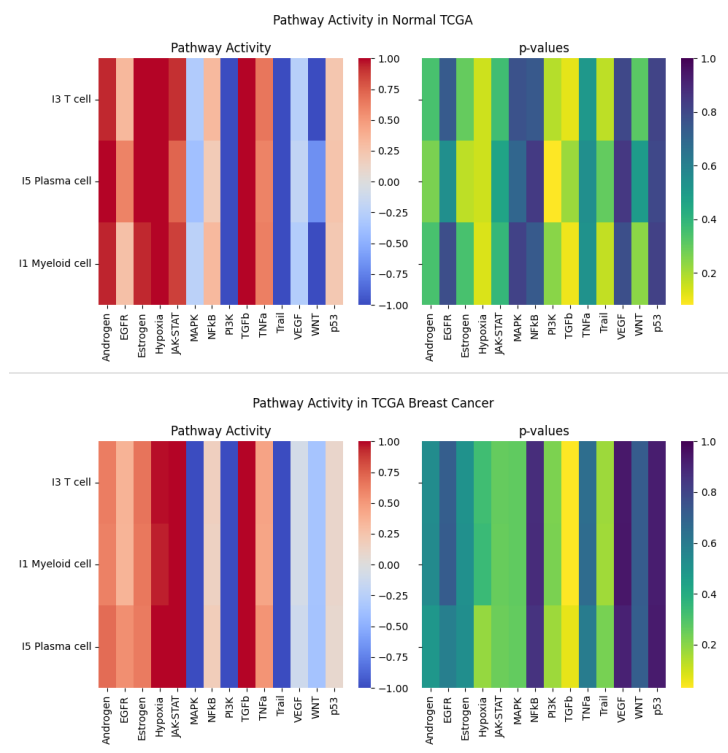 Pathway Activity in Normal TCGA
Pathway Activity
p-values
I3 T cell
I5 Plasma cell
I1 Myeloid cell
1.00
0.75
0.50
0.25
0.00
−0.25
−0.50
−0.75
−1.00
1.0
0.8
0.6
0.4
0.2
Androgen
EGFR
Estrogen
Hypoxia
JAK-STAT
MAPK
NFkB
PI3K
TGFb
TNFa
Trail
VEGF
WNT
p53
Androgen
EGFR
Estrogen
Hypoxia
JAK-STAT
MAPK
NFkB
PI3K
TGFb
TNFa
Trail
VEGF
WNT
p53
Pathway Activity in TCGA Breast Cancer
Pathway Activity
p-values
I3 T cell
I1 Myeloid cell
I5 Plasma cell
1.00
0.75
0.50
0.25
0.00
−0.25
−0.50
−0.75
−1.00
1.0
0.8
0.6
0.4
0.2
Androgen
EGFR
Estrogen
Hypoxia
JAK-STAT
MAPK
NFkB
PI3K
TGFb
TNFa
Trail
VEGF
WNT
p53
Androgen
EGFR
Estrogen
Hypoxia
JAK-STAT
MAPK
NFkB
PI3K
TGFb
TNFa
Trail
VEGF
WNT
p53